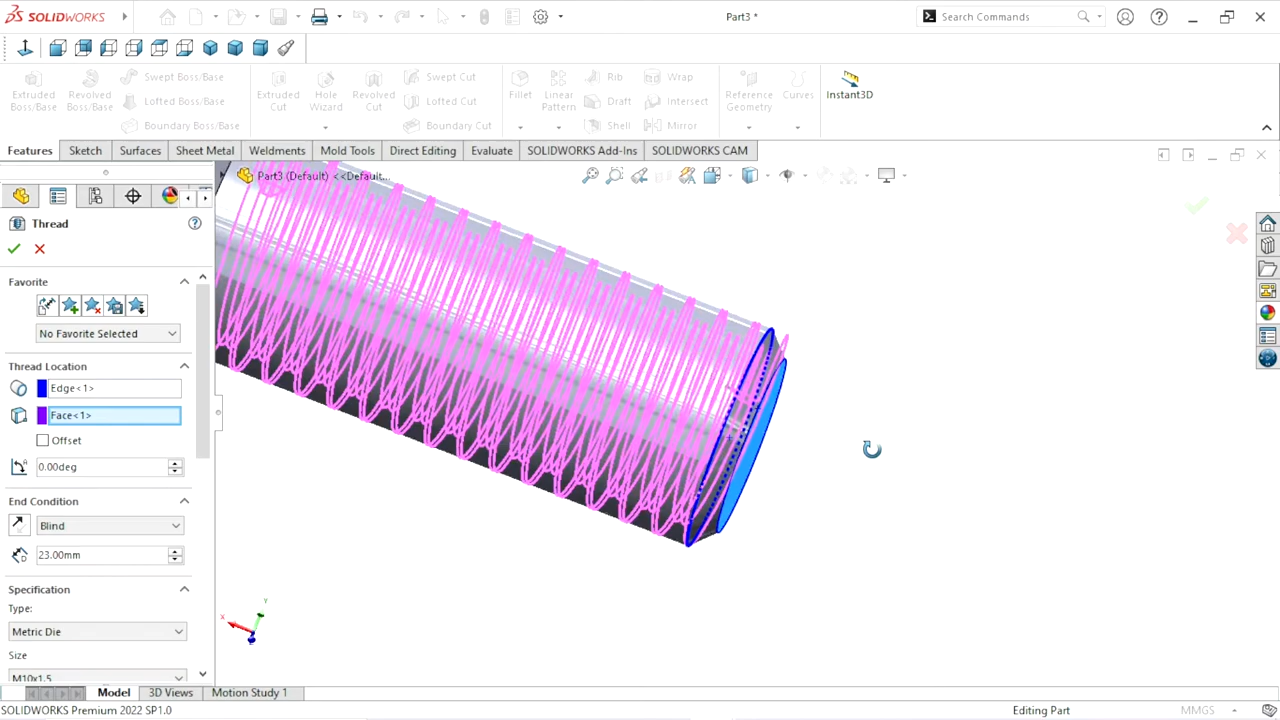 SOLIDWORKS
Part3 *
Search Commands
Extruded Boss/Base
Revolved Boss/Base
Swept Boss/Base
Lofted Boss/Base
Boundary Boss/Base
Extruded Cut
Hole Wizard
Revolved Cut
Swept Cut
Lofted Cut
Boundary Cut
Fillet
Linear Pattern
Rib
Draft
Shell
Wrap
Intersect
Mirror
Reference Geometry
Curves
Instant3D
Features
Sketch
Surfaces
Sheet Metal
Weldments
Mold Tools
Direct Editing
Evaluate
SOLIDWORKS Add-Ins
SOLIDWORKS CAM
Part3 (Default) <<Default...
Thread
Favorite
No Favorite Selected
Thread Location
Edge<1>
Face<1>
Offset
0.00deg
End Condition
Blind
23.00mm
Specification
Type:
Metric Die
Size
M10x1.5
Y
X
Model
3D Views
Motion Study 1
SOLIDWORKS Premium 2022 SP1.0
Editing Part
MMGS